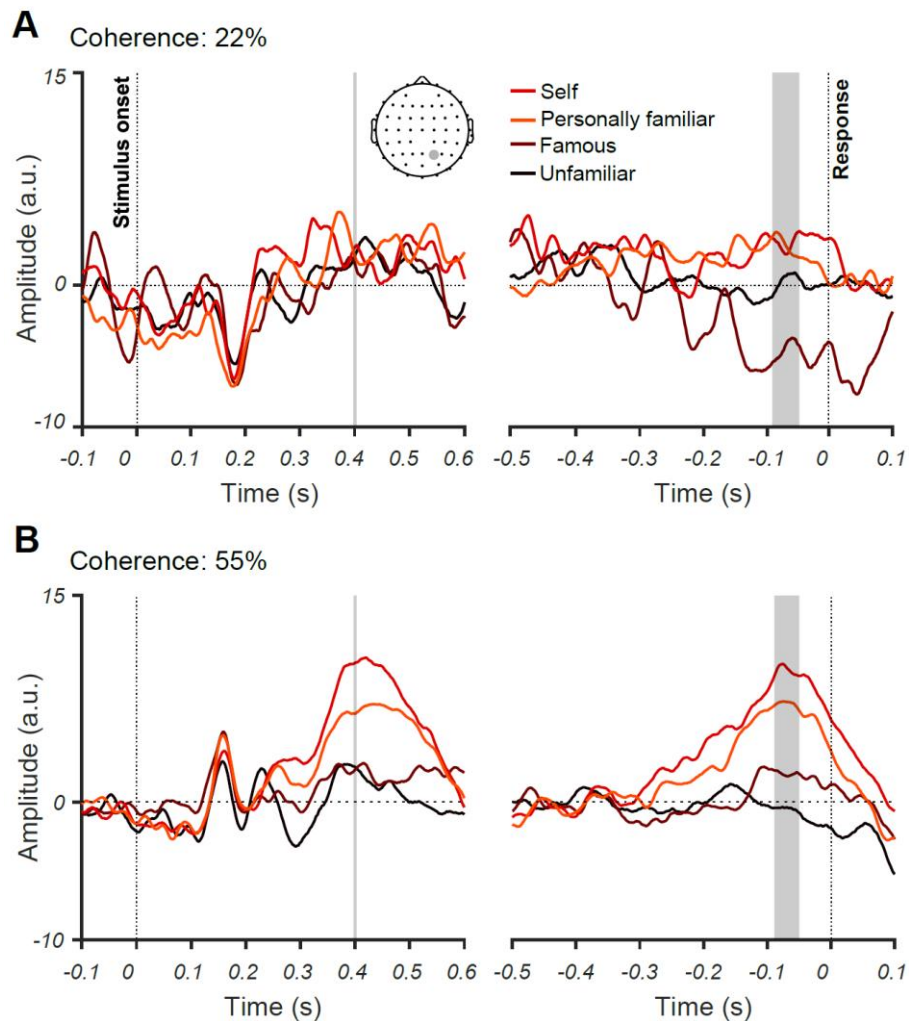 A
Coherence: 22%
15
0
-10
Amplitude (a.u.)
Stimulus onset
Self
Personally familiar
Famous
Unfamiliar
Response
-0.1 0 0.1 0.2 0.3 0.4 0.5 0.6
-0.5 -0.4 -0.3 -0.2 -0.1 0 0.1
Time (s)
Time (s)
B
Coherence: 55%
15
0
-10
Amplitude (a.u.)
-0.1 0 0.1 0.2 0.3 0.4 0.5 0.6
-0.5 -0.4 -0.3 -0.2 -0.1 0 0.1
Time (s)
Time (s)